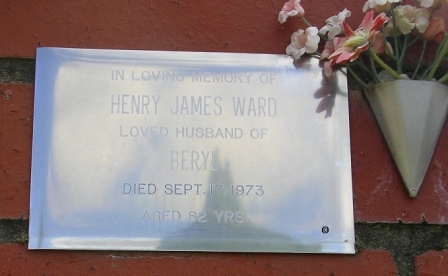 IN LOVING MEMORY OF
HENRY JAMES WARD
LOVED HUSBAND OF
BERYL
DIED SEPT. 17, 1973
AGED 82 YRS.